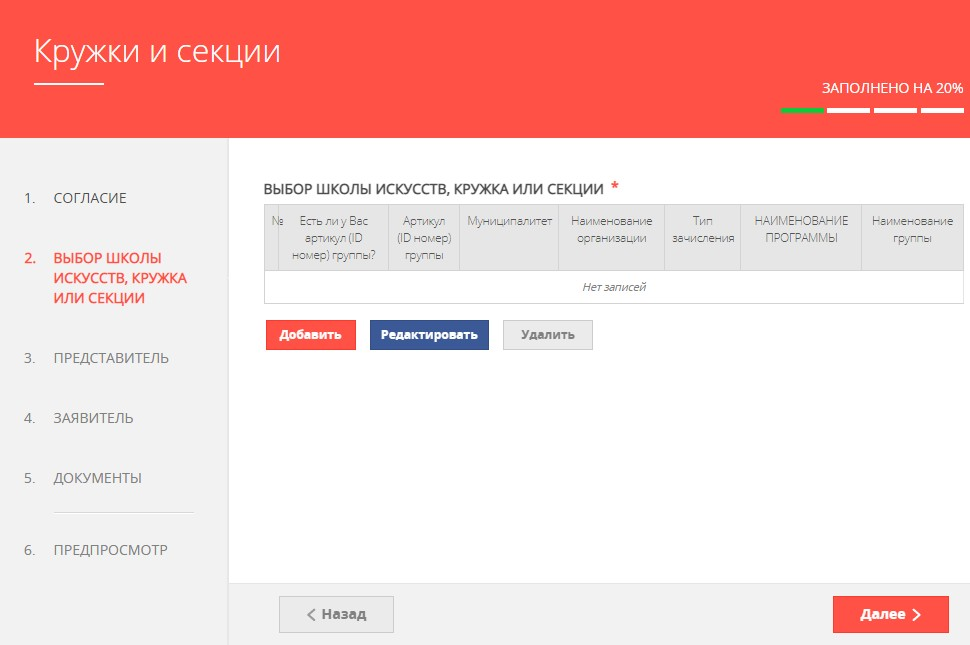 Кружки и секции
ЗАПОЛНЕНО НА 20%
1. СОГЛАСИЕ
2. ВЫБОР ШКОЛЫ
ИСКУССТВ, КРУЖКА
ИЛИ СЕКЦИИ
3. ПРЕДСТАВИТЕЛЬ
4. ЗАЯВИТЕЛЬ
5. ДОКУМЕНТЫ
6. ПРЕДПРОСМОТР
ВЫБОР ШКОЛЫ ИСКУССТВ, КРУЖКА ИЛИ СЕКЦИИ *
№
Есть ли у Вас
артикул (ID
номер) группы?
Артикул
(ID номер)
группы
Муниципалитет
Наименование
организации
Тип
зачисления
НАИМЕНОВАНИЕ
ПРОГРАММЫ
Наименование
группы
Нет записей
Добавить
Редактировать
Удалить
Назад
Далее